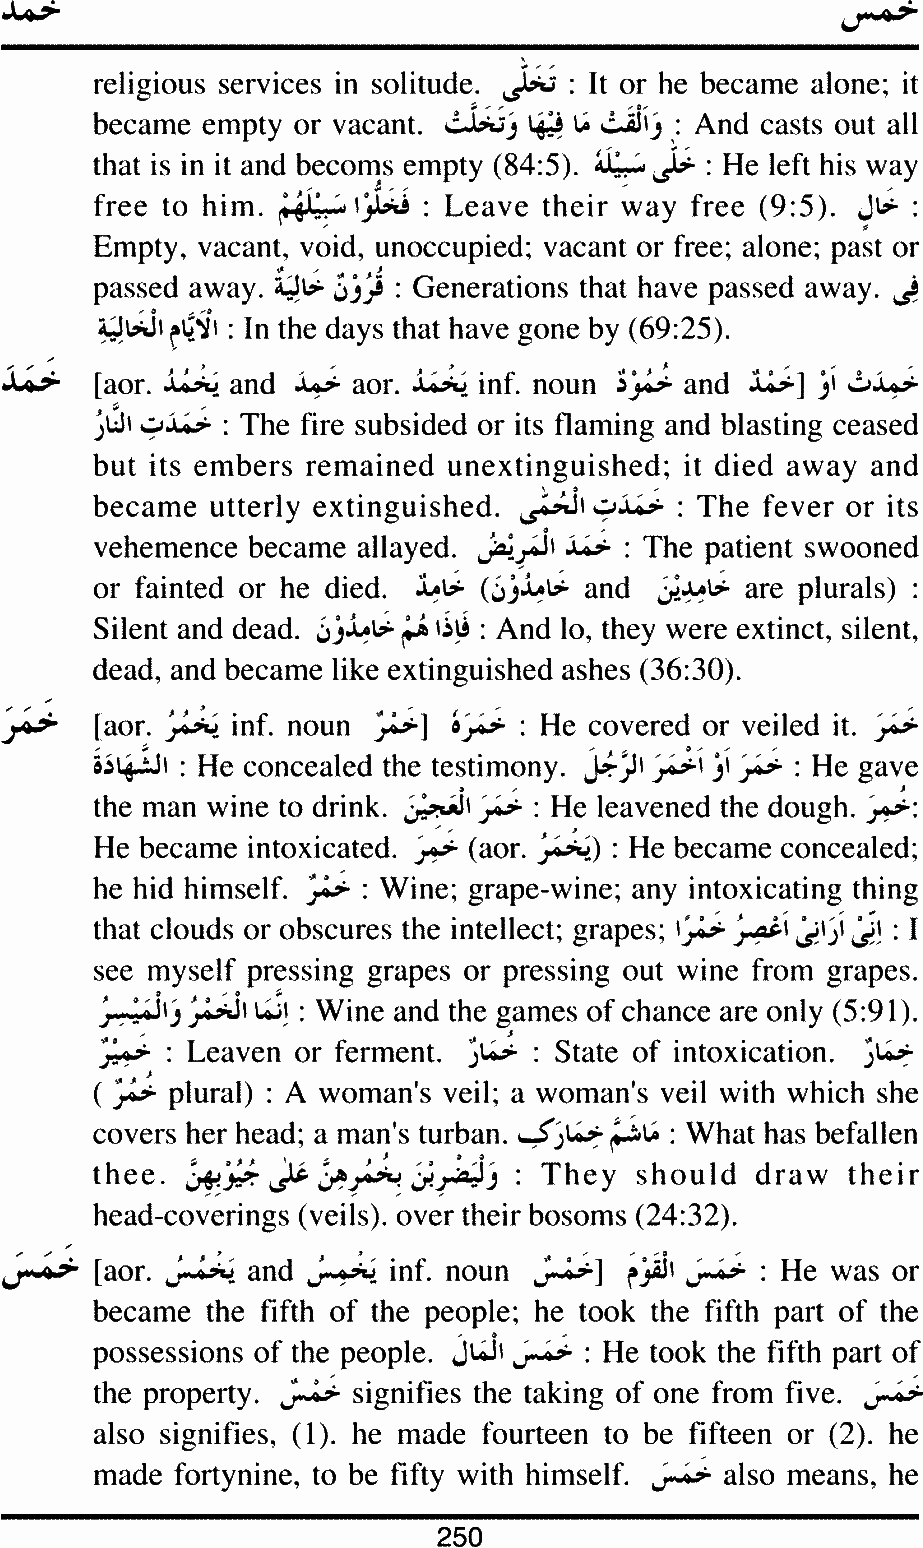 خمد خمس
religious services in solitude. تَخَلّٰى : It or he became alone; it
became empty or vacant. وَاَلْقَتْ مَا فِيْهَا وَتَخَلَّتْ : And casts out all
that is in it and becoms empty (84:5). خَلّٰى سَبِيْلَهٗ : He left his way
free to him. فَخَلُّوْا سَبِيْلَهُمْ : Leave their way free (9:5). خَالٍ :
Empty, vacant, void, unoccupied; vacant or free; alone; past or
passed away. قُرُوْنٌ خَالِيَةٌ : Generations that have passed away. فِى
الْاَيَّامِ الْخَالِيَةِ : In the days that have gone by (69:25).
خَمَدَ [aor. يَخْمُدُ and خَمِدَ aor. يَخْمَدُ inf. noun خُمُوْدٌ and خَمْدٌ] خَمِدَتْ اَوْ
خَمَدَتِ النَّارُ : The fire subsided or its flaming and blasting ceased
but its embers remained unextinguished; it died away and
became utterly extinguished. خَمَدَتِ الْحُمّٰى : The fever or its
vehemence became allayed. خَمَدَ الْمَرِيْضُ : The patient swooned
or fainted or he died. خَامِدٌ (خَامِدُوْنَ and خَامِدِيْنَ are plurals) :
Silent and dead. فَاِذَا هُمْ خَامِدُوْنَ : And lo, they were extinct, silent,
dead, and became like extinguished ashes (36:30).
خَمَرَ [aor. يَخْمُرُ inf. noun خَمْرٌ] خَمَرَهٗ : He covered or veiled it. خَمَرَ
الشَّهَادَةَ : He concealed the testimony. خَمَرَ اَوْ اَخْمَرَ الرَّجُلَ : He gave
the man wine to drink. خَمَرَ الْعَجِيْنَ : He leavened the dough. خُمِرَ:
He became intoxicated. خَمِرَ (aor. يَخْمَرُ) : He became concealed;
he hid himself. خَمْرٌ : Wine; grape-wine; any intoxicating thing
that clouds or obscures the intellect; grapes; اِنِّىْ اَرَانِىْ اَعْصِرُ خَمْرًا : I
see myself pressing grapes or pressing out wine from grapes.
اِنَّمَا الْخَمْرُ وَالْمَيْسِرُ : Wine and the games of chance are only (5:91).
خَمِيْرٌ : Leaven or ferment. خُمَارٌ : State of intoxication. خِمَارٌ
( خُمُرٌ plural) : A woman's veil; a woman's veil with which she
covers her head; a man's turban. مَاشَمَّ خِمَارَكِ : What has befallen
thee. وَلْيَضْرِبْنَ بِخُمُرِهِنَّ عَلٰى جُيُوْبِهِنَّ : They should draw their
head-coverings (veils). over their bosoms (24:32).
خَمَسَ [aor. يَخْمُسُ and يَخْمِسُ inf. noun خَمْسٌ] خَمَسَ الْقَوْمَ : He was or
became the fifth of the people; he took the fifth part of the
possessions of the people. خَمَسَ الْمَالَ : He took the fifth part of
the property. خَمْسٌ signifies the taking of one from five. خَمَسَ
also signifies, (1). he made fourteen to be fifteen or (2). he
made fortynine, to be fifty with himself. خَمَسَ also means, he
250